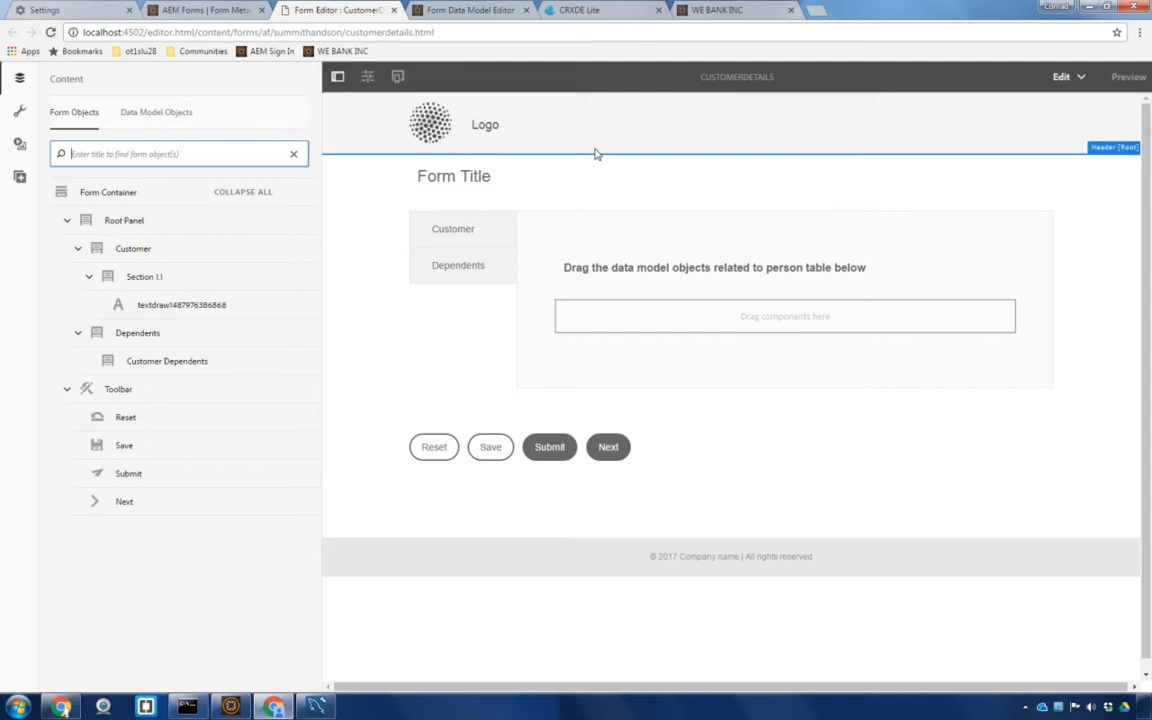 Settings
AEM Forms | Form Met
Form Editor : Customer
Form Data Model Editor
CRXDE Lite
WE BANK INC
Conrad
localhost:4502/editor.html/content/forms/af/summithandson/customerdetails.html
Apps
Bookmarks
ot1slu28
Communities
AEM Sign In
WE BANK INC
Content
CUSTOMERDETAILS
Edit
Preview
Form Objects
Data Model Objects
Enter title to find form object(s)
Form Container
COLLAPSE ALL
Root Panel
Customer
Section 1.1
textdraw1487976386868
Dependents
Customer Dependents
Toolbar
Reset
Save
Submit
Next
Logo
Header [Root]
Form Title
Customer
Dependents
Drag the data model objects related to person table below
Drag components here
Reset
Save
Submit
Next
© 2017 Company name | All rights reserved